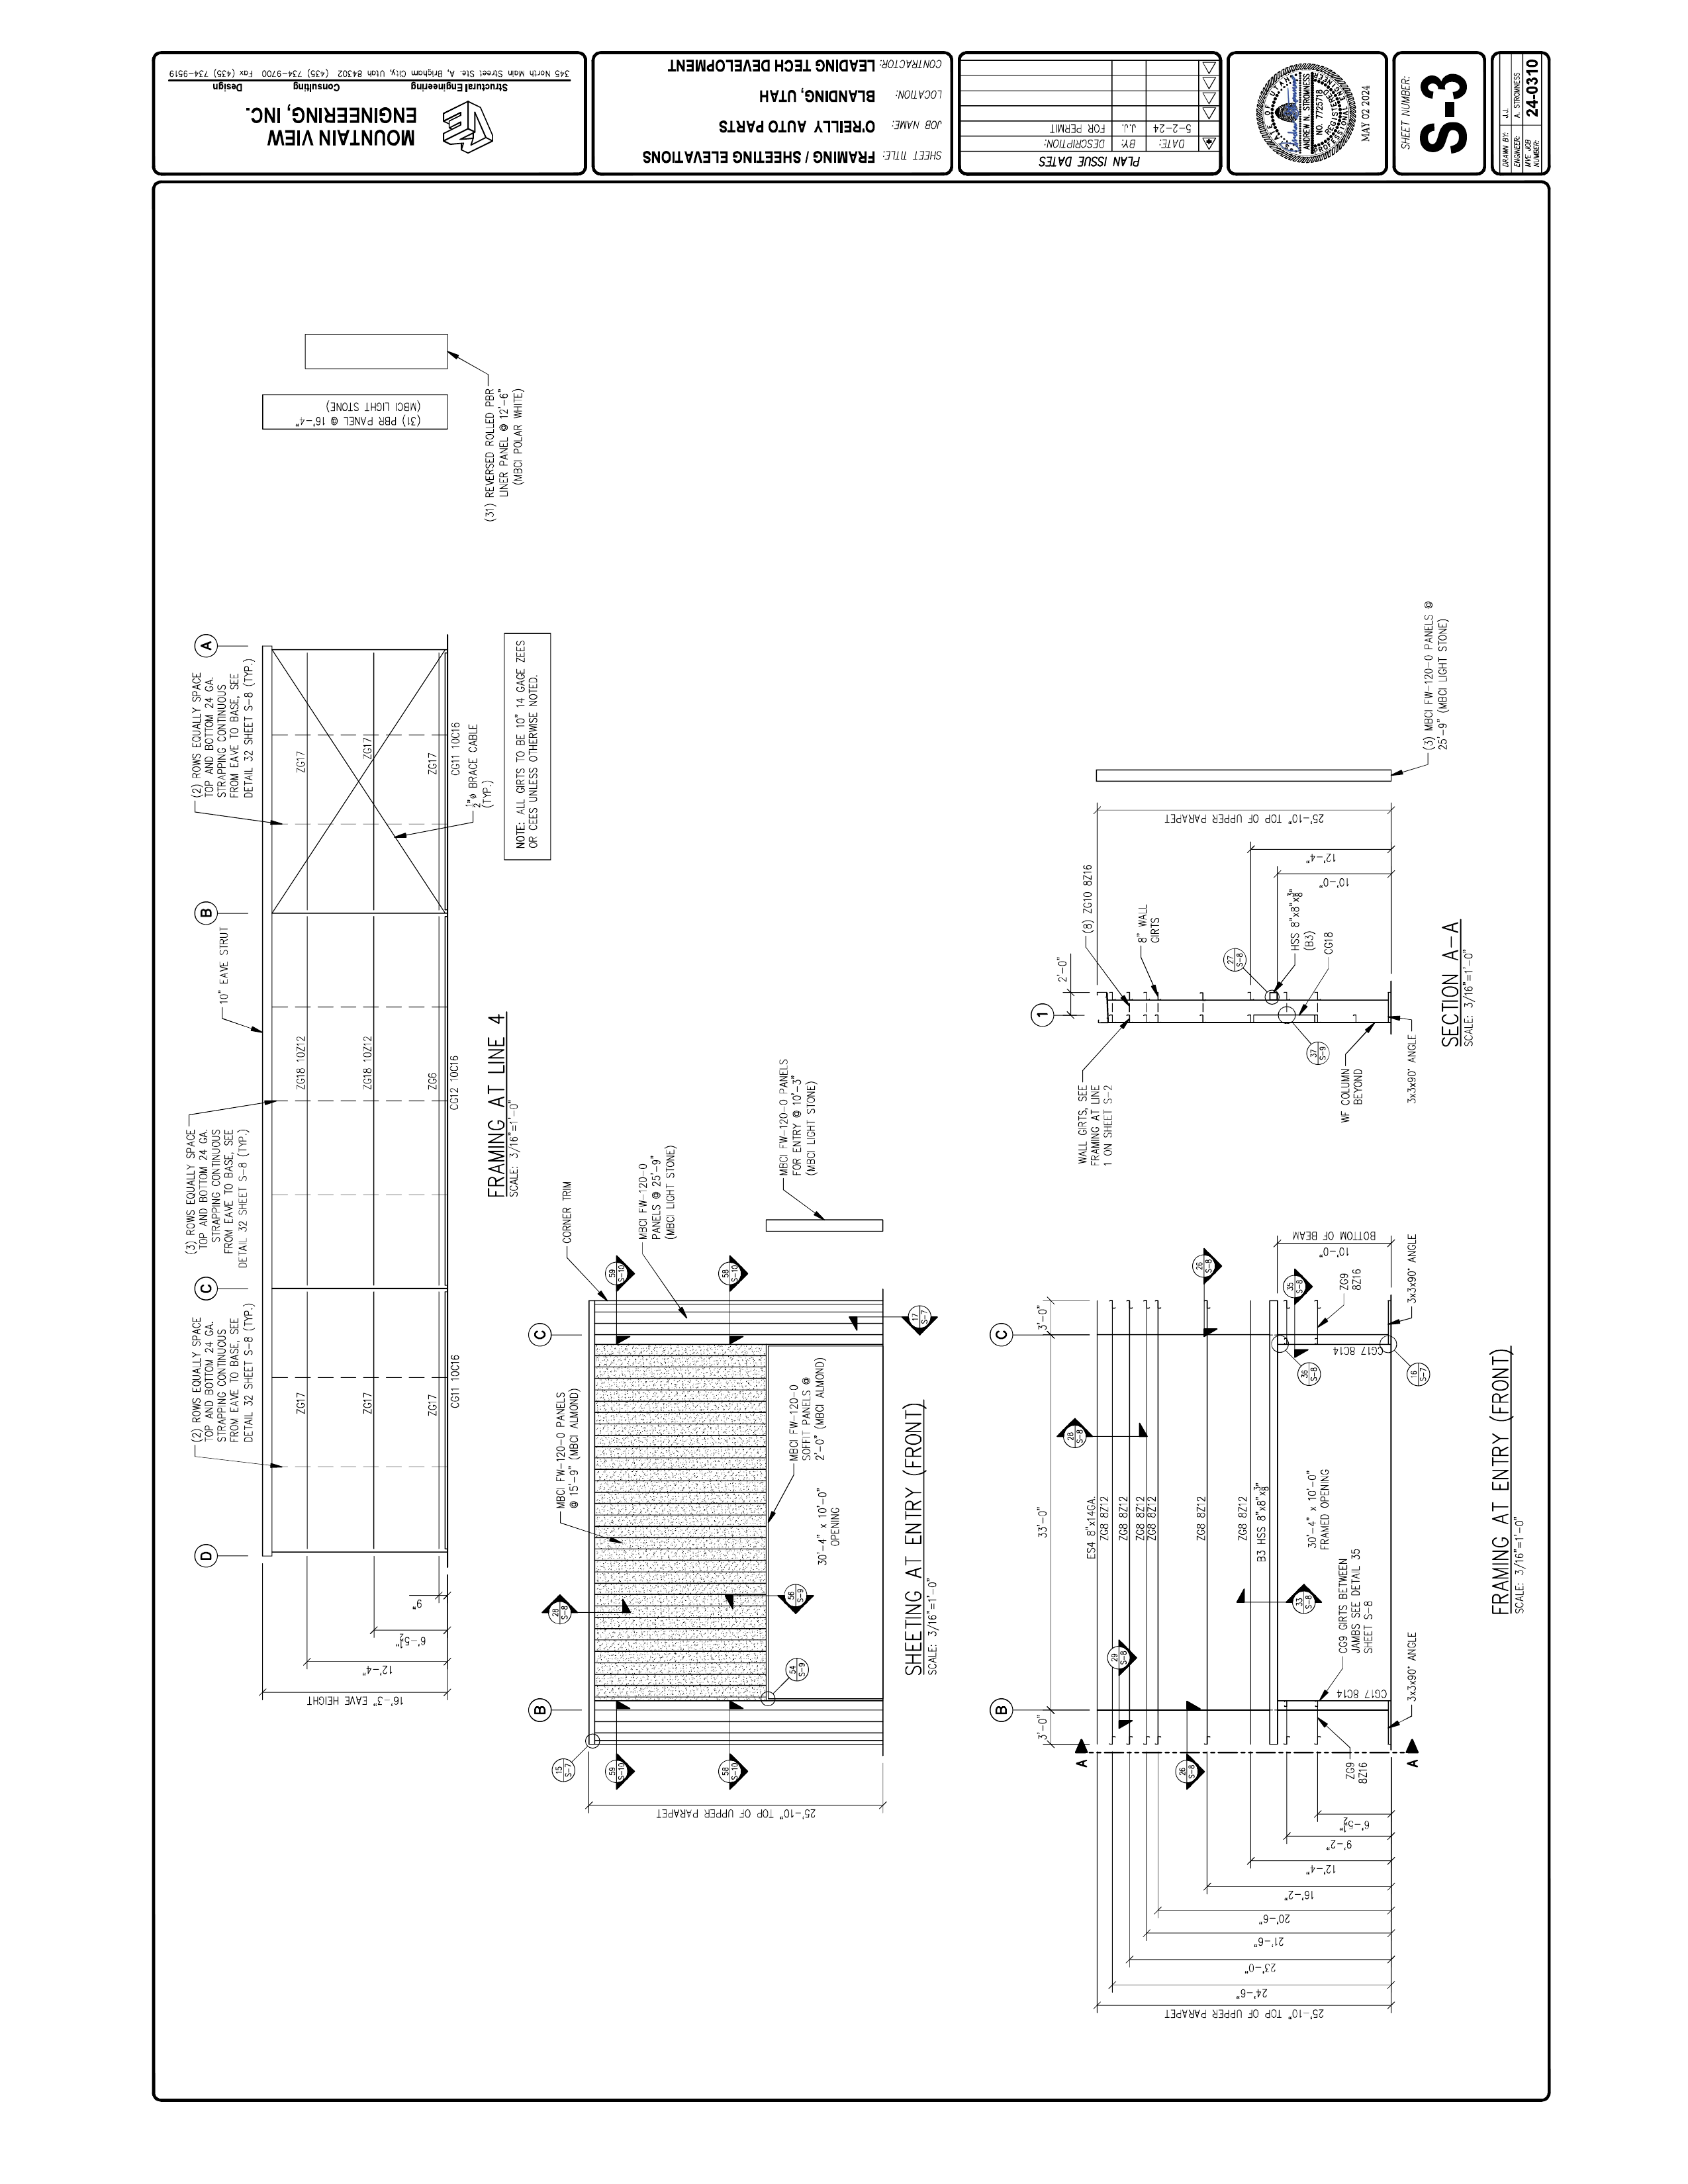 MOUNTAIN VIEW
ENGINEERING, INC.
Structural Engineering Consulting Design
345 North Main Street Ste. A, Brigham City, Utah 84302 (435) 734-9700 Fax (435) 734-9519
SHEET TITLE: FRAMING / SHEETING ELEVATIONS
JOB NAME: O'REILLY AUTO PARTS
LOCATION: BLANDING, UTAH
CONTRACTOR: LEADING TECH DEVELOPMENT
PLAN ISSUE DATES
DATE: BY: DESCRIPTION:
5-2-24 J.J. FOR PERMIT
ANDREW N. STROMNESS
NO. 7725718
MAY 02 2024
SHEET NUMBER:
S-3
DRAWN BY: J.J.
ENGINEER: A. STROMNESS
MVE JOB NUMBER: 24-0310
D
C
B
A
(2) ROWS EQUALLY SPACE
TOP AND BOTTOM 24 GA.
STRAPPING CONTINUOUS
FROM EAVE TO BASE, SEE
DETAIL 32 SHEET S-8 (TYP.)
(3) ROWS EQUALLY SPACE
TOP AND BOTTOM 24 GA.
STRAPPING CONTINUOUS
FROM EAVE TO BASE, SEE
DETAIL 32 SHEET S-8 (TYP.)
10" EAVE STRUT
(2) ROWS EQUALLY SPACE
TOP AND BOTTOM 24 GA.
STRAPPING CONTINUOUS
FROM EAVE TO BASE, SEE
DETAIL 32 SHEET S-8 (TYP.)
16'-3" EAVE HEIGHT
12'-4"
6'-5½"
9"
ZG17
ZG17
ZG17
CG11 10C16
ZG18 10Z12
ZG18 10Z12
ZG6
CG12 10C16
ZG17
ZG17
ZG17
CG11 10C16
½"ø BRACE CABLE
(TYP.)
FRAMING AT LINE 4
SCALE: 3/16"=1'-0"
NOTE: ALL GIRTS TO BE 10" 14 GAGE ZEES
OR CEES UNLESS OTHERWISE NOTED.
(31) PBR PANEL @ 16'-4"
(MBCI LIGHT STONE)
(31) REVERSED ROLLED PBR
LINER PANEL @ 12'-6"
(MBCI POLAR WHITE)
B
C
15
S-7
28
S-8
59
S-10
59
S-10
58
S-10
58
S-10
56
S-9
54
S-9
17
S-7
25'-10" TOP OF UPPER PARAPET
MBCI FW-120-0 PANELS
@ 15'-9" (MBCI ALMOND)
CORNER TRIM
MBCI FW-120-0
PANELS @ 25'-9"
(MBCI LIGHT STONE)
MBCI FW-120-0
SOFFIT PANELS @
2'-0" (MBCI ALMOND)
30'-4" x 10'-0"
OPENING
MBCI FW-120-0 PANELS
FOR ENTRY @ 10'-3"
(MBCI LIGHT STONE)
SHEETING AT ENTRY (FRONT)
SCALE: 3/16"=1'-0"
B
C
3'-0"
33'-0"
3'-0"
A
A
25'-10" TOP OF UPPER PARAPET
24'-6"
23'-0"
21'-6"
20'-6"
16'-2"
12'-4"
9'-2"
6'-5½"
29
S-8
28
S-8
26
S-8
26
S-8
33
S-8
35
S-8
36
S-8
16
S-7
ES4 8"x14GA.
ZG8 8Z12
ZG8 8Z12
ZG8 8Z12
ZG8 8Z12
ZG8 8Z12
ZG8 8Z12
B3 HSS 8"x8"x⅜"
30'-4" x 10'-0"
FRAMED OPENING
CG9 GIRTS BETWEEN
JAMBS SEE DETAIL 35
SHEET S-8
ZG9
8Z16
CG17 8C14
3x3x90° ANGLE
CG17 8C14
ZG9
8Z16
3x3x90° ANGLE
10'-0"
BOTTOM OF BEAM
FRAMING AT ENTRY (FRONT)
SCALE: 3/16"=1'-0"
1
2'-0"
(8) ZG10 8Z16
8" WALL
GIRTS
27
S-8
HSS 8"x8"x⅜"
(B3)
CG18
37
S-9
WALL GIRTS, SEE
FRAMING AT LINE
1 ON SHEET S-2
WF COLUMN
BEYOND
3x3x90° ANGLE
10'-0"
12'-4"
25'-10" TOP OF UPPER PARAPET
(3) MBCI FW-120-0 PANELS @
25'-9" (MBCI LIGHT STONE)
SECTION A-A
SCALE: 3/16"=1'-0"